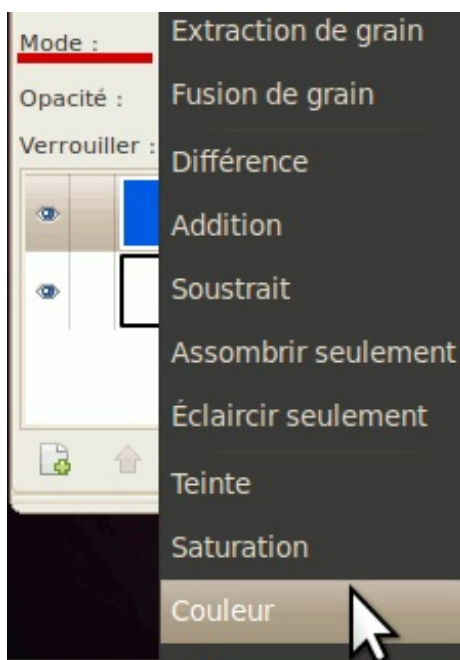 Mode :
Opacité :
Verrouiller :
Extraction de grain
Fusion de grain
Différence
Addition
Soustrait
Assombrir seulement
Éclaircir seulement
Teinte
Saturation
Couleur